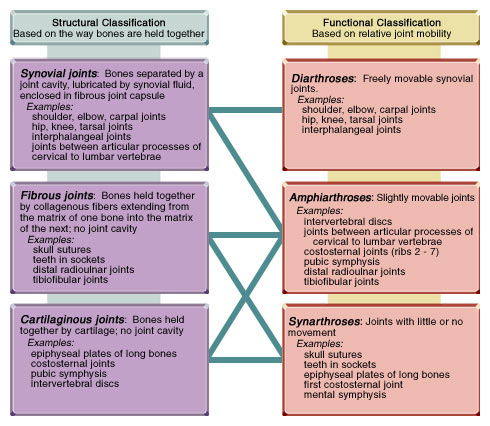 Structural Classification
Based on the way bones are held together
Synovial joints: Bones separated by a
joint cavity, lubricated by synovial fluid,
enclosed in fibrous joint capsule
Examples:
shoulder, elbow, carpal joints
hip, knee, tarsal joints
interphalangeal joints
joints between articular processes of
cervical to lumbar vertebrae
Fibrous joints: Bones held together
by collagenous fibers extending from
the matrix of one bone into the matrix
of the next; no joint cavity
Examples:
skull sutures
teeth in sockets
distal radioulnar joints
tibiofibular joints
Cartilaginous joints: Bones held
together by cartilage; no joint cavity
Examples:
epiphyseal plates of long bones
costosternal joints
pubic symphysis
intervertebral discs
Functional Classification
Based on relative joint mobility
Diarthroses: Freely movable synovial
joints.
Examples:
shoulder, elbow, carpal joints
hip, knee, tarsal joints
interphalangeal joints
Amphiarthroses: Slightly movable joints
Examples:
intervertebral discs
joints between articular processes of
cervical to lumbar vertebrae
costosternal joints (ribs 2 - 7)
pubic symphysis
distal radioulnar joints
tibiofibular joints
Synarthroses: Joints with little or no
movement
Examples:
skull sutures
teeth in sockets
epiphyseal plates of long bones
first costosternal joint
mental symphysis